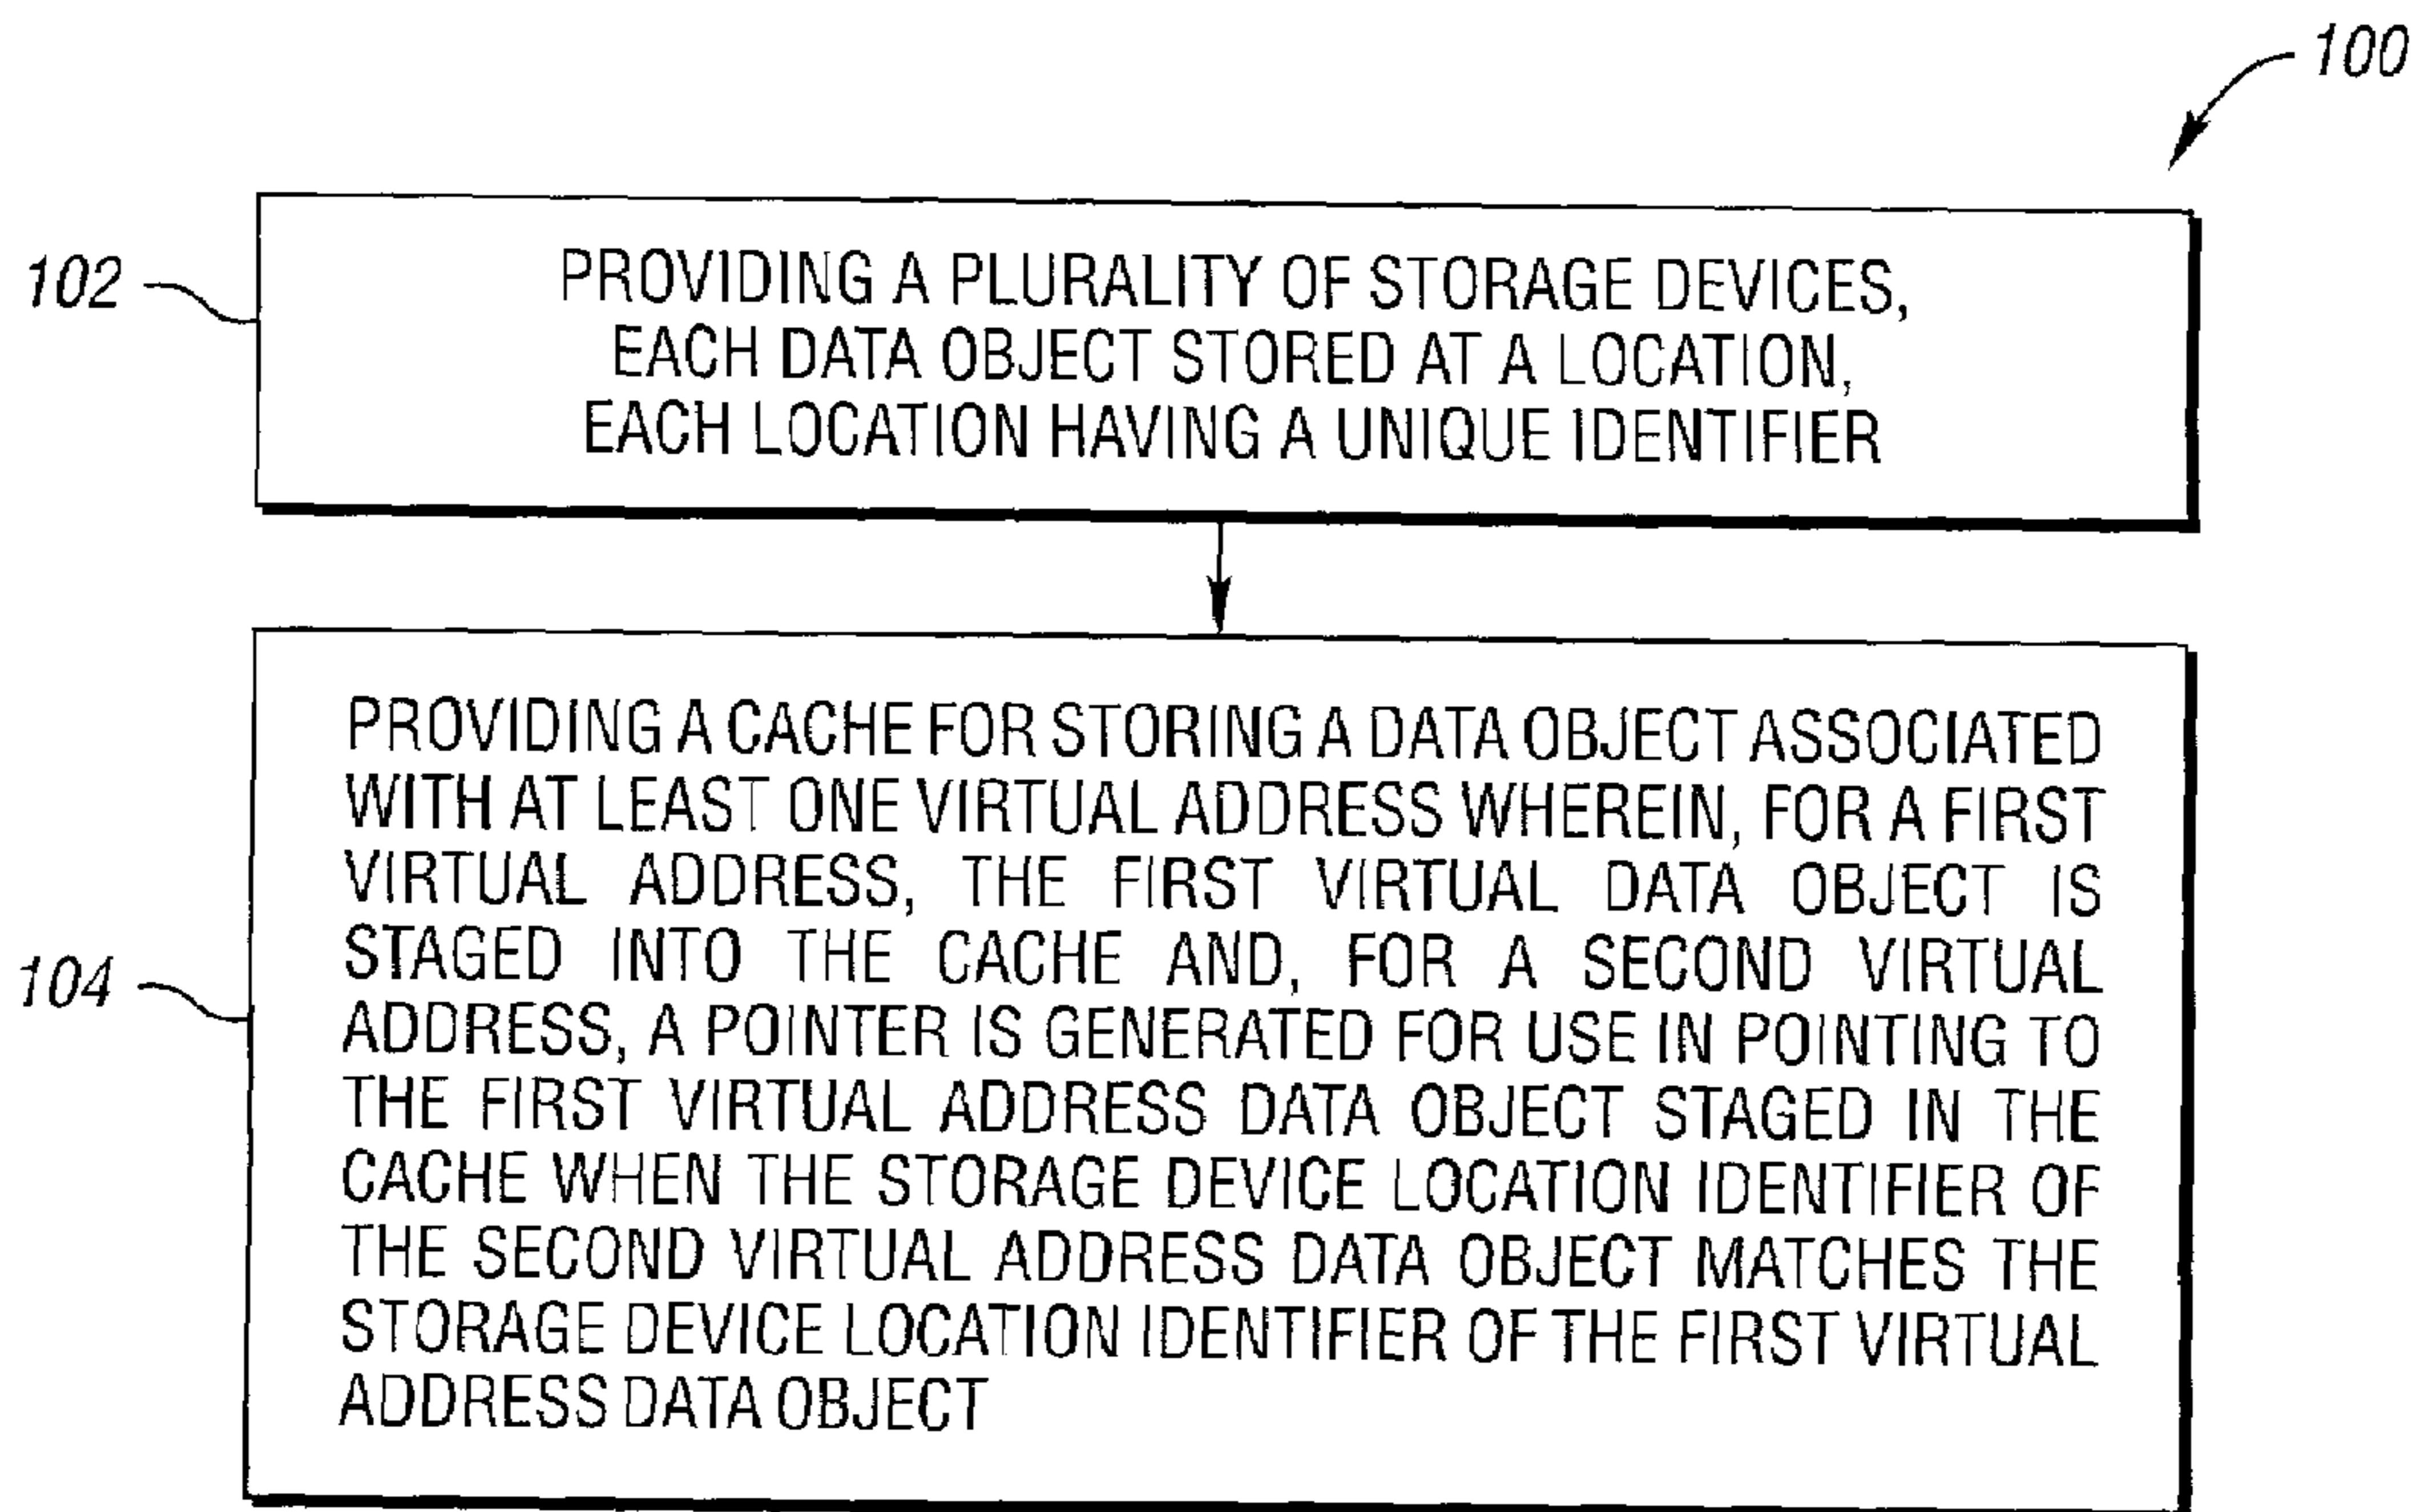 100
102
PROVIDING A PLURALITY OF STORAGE DEVICES,
EACH DATA OBJECT STORED AT A LOCATION,
EACH LOCATION HAVING A UNIQUE IDENTIFIER
104
PROVIDING A CACHE FOR STORING A DATA OBJECT ASSOCIATED
WITH AT LEAST ONE VIRTUAL ADDRESS WHEREIN, FOR A FIRST
VIRTUAL ADDRESS, THE FIRST VIRTUAL DATA OBJECT IS
STAGED INTO THE CACHE AND, FOR A SECOND VIRTUAL
ADDRESS, A POINTER IS GENERATED FOR USE IN POINTING TO
THE FIRST VIRTUAL ADDRESS DATA OBJECT STAGED IN THE
CACHE WHEN THE STORAGE DEVICE LOCATION IDENTIFIER OF
THE SECOND VIRTUAL ADDRESS DATA OBJECT MATCHES THE
STORAGE DEVICE LOCATION IDENTIFIER OF THE FIRST VIRTUAL
ADDRESS DATA OBJECT